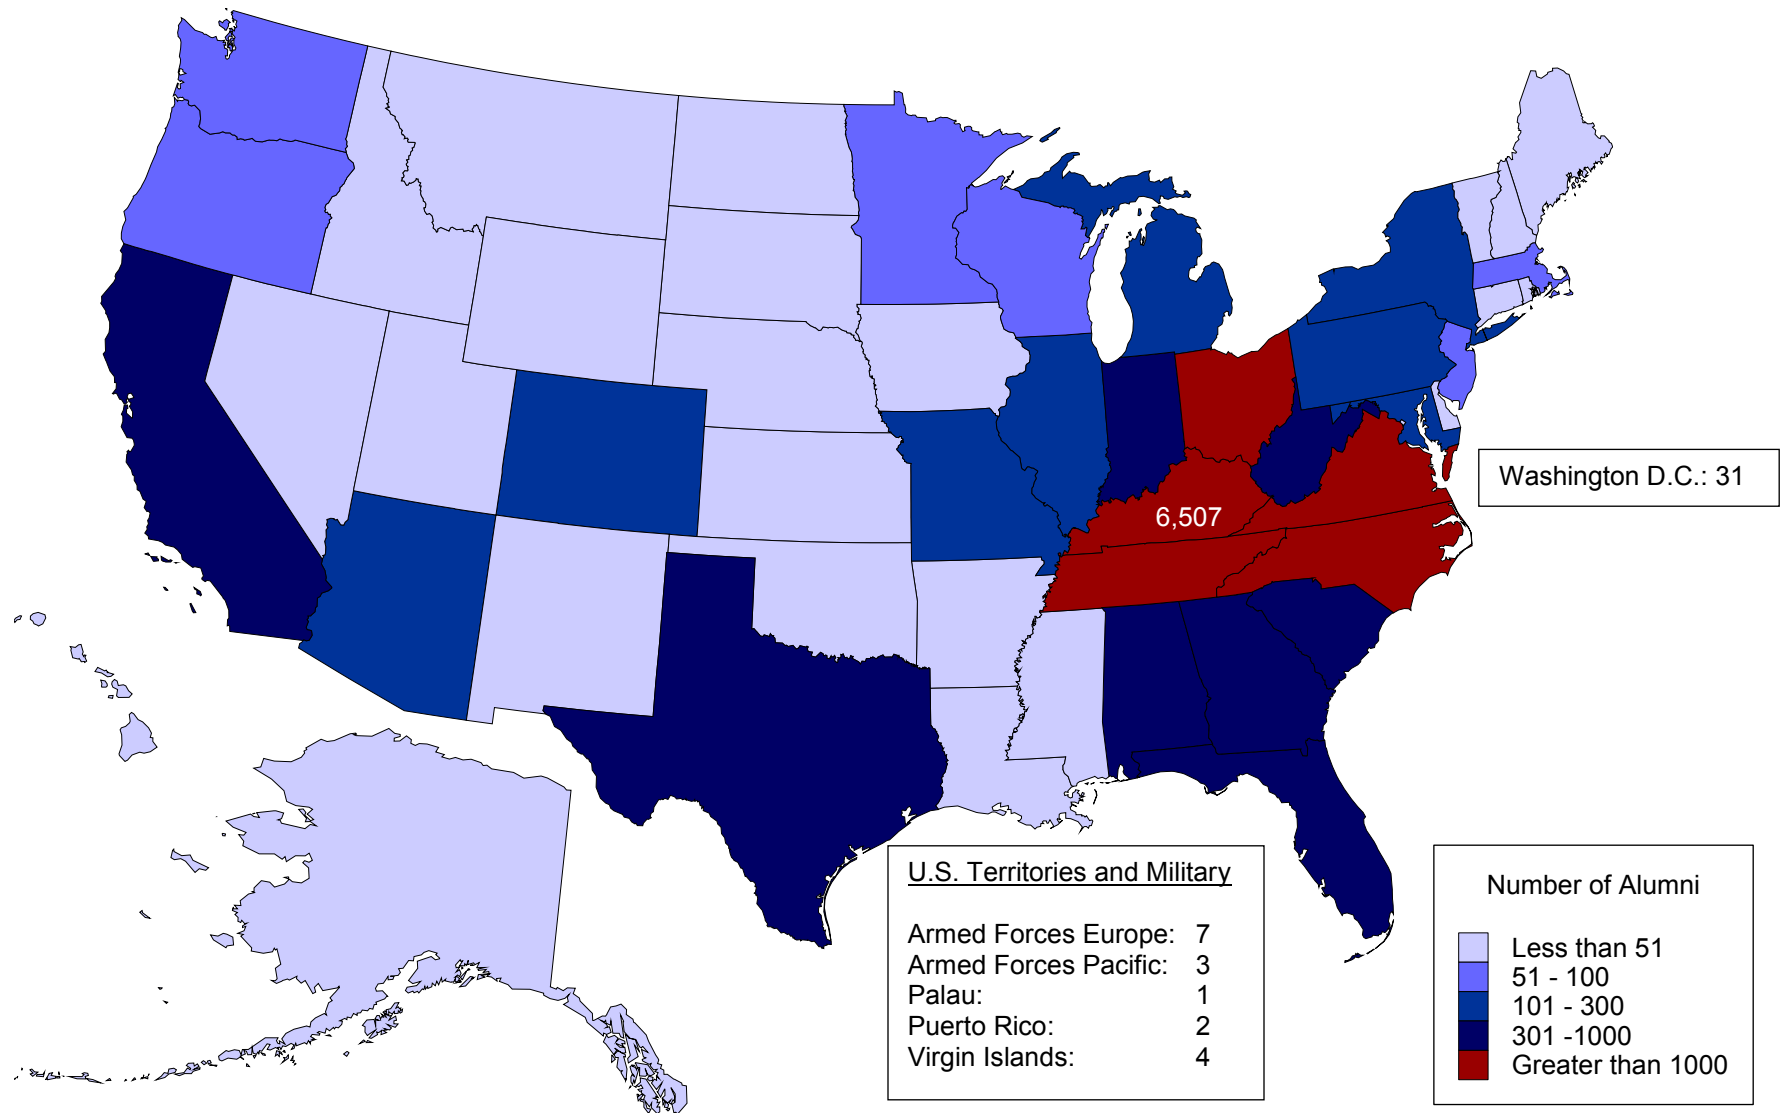 Washington D.C.: 31
6,507
U.S. Territories and Military
Armed Forces Europe: 7
Armed Forces Pacific: 3
Palau: 1
Puerto Rico: 2
Virgin Islands: 4
Number of Alumni
Less than 51
51 - 100
101 - 300
301 -1000
Greater than 1000